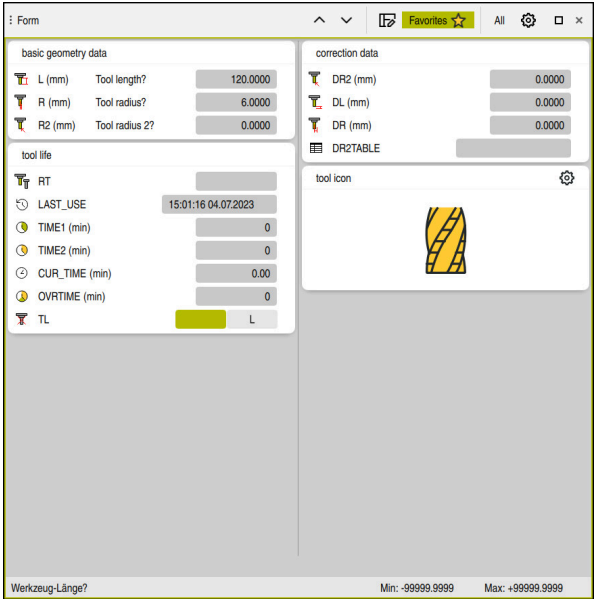 Form
Favorites
All
basic geometry data
L (mm) Tool length? 120.0000
R (mm) Tool radius? 6.0000
R2 (mm) Tool radius 2? 0.0000
tool life
RT
LAST_USE 15:01:16 04.07.2023
TIME1 (min) 0
TIME2 (min) 0
CUR_TIME (min) 0.00
OVRTIME (min) 0
TL L
correction data
DR2 (mm) 0.0000
DL (mm) 0.0000
DR (mm) 0.0000
DR2TABLE
tool icon
Werkzeug-Länge? Min: -99999.9999 Max: +99999.9999